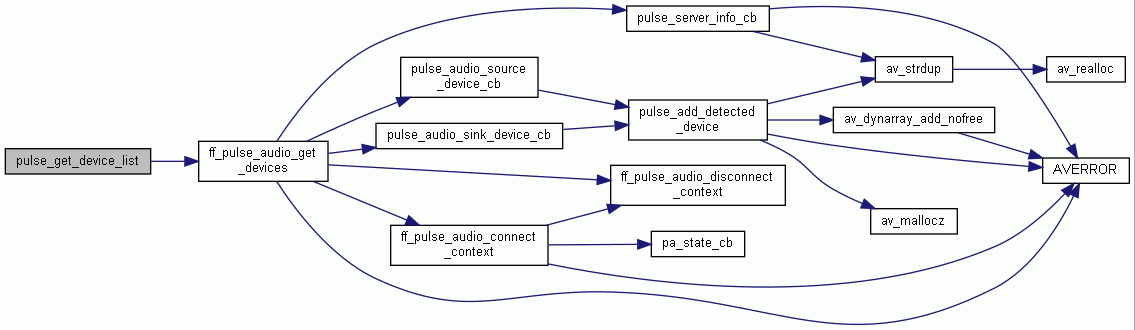 pulse_server_info_cb
pulse_audio_source
_device_cb
av_strdup
av_realloc
pulse_add_detected
_device
av_dynarray_add_nofree
pulse_audio_sink_device_cb
pulse_get_device_list
ff_pulse_audio_get
_devices
AVERROR
ff_pulse_audio_disconnect
_context
av_mallocz
ff_pulse_audio_connect
_context
pa_state_cb